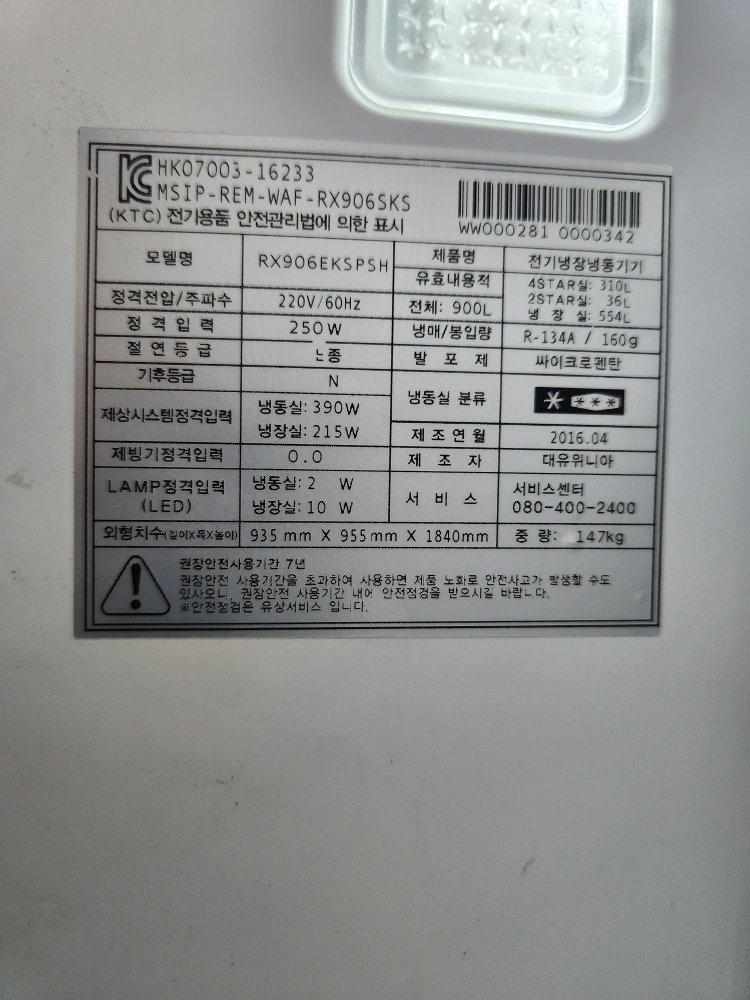 HK07003-16233
MSIP-REM-WAF-RX906SKS
(KTC) 전기용품 안전관리법에 의한 표시
WW000281 0000342
모델명 RX906EKSPSH
제품명 전기냉장냉동기기
유효내용적
전체: 900L
4STAR실: 310L
2STAR실: 36L
냉 장 실: 554L
정격전압/주파수 220V/60Hz
정격입력 250W
냉매/봉입량 R-134A / 160g
절연등급 ㄴ종
발포제 싸이크로펜탄
기후등급 N
냉동실 분류 * ***
제상시스템정격입력 냉동실: 390W
냉장실: 215W
제조연월 2016.04
제빙기정격입력 0.0
제조자 대유위니아
LAMP정격입력
(LED)
냉동실: 2 W
냉장실: 10 W
서비스 서비스센터
080-400-2400
외형치수(깊이X폭X높이) 935 mm X 955mm X 1840mm
중량: 147kg
권장안전사용기간 7년
권장안전 사용기간을 초과하여 사용하면 제품 노화로 안전사고가 발생할 수도
있사오니, 권장안전 사용기간 내에 안전점검을 받으시길 바랍니다.
※안전점검은 유상서비스 입니다.